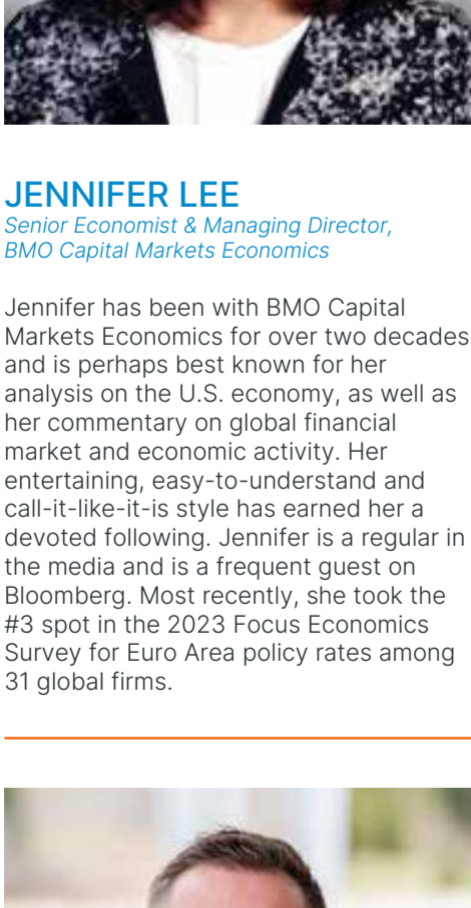 JENNIFER LEE
Senior Economist & Managing Director,
BMO Capital Markets Economics
Jennifer has been with BMO Capital
Markets Economics for over two decades
and is perhaps best known for her
analysis on the U.S. economy, as well as
her commentary on global financial
market and economic activity. Her
entertaining, easy-to-understand and
call-it-like-it-is style has earned her a
devoted following. Jennifer is a regular in
the media and is a frequent guest on
Bloomberg. Most recently, she took the
#3 spot in the 2023 Focus Economics
Survey for Euro Area policy rates among
31 global firms.